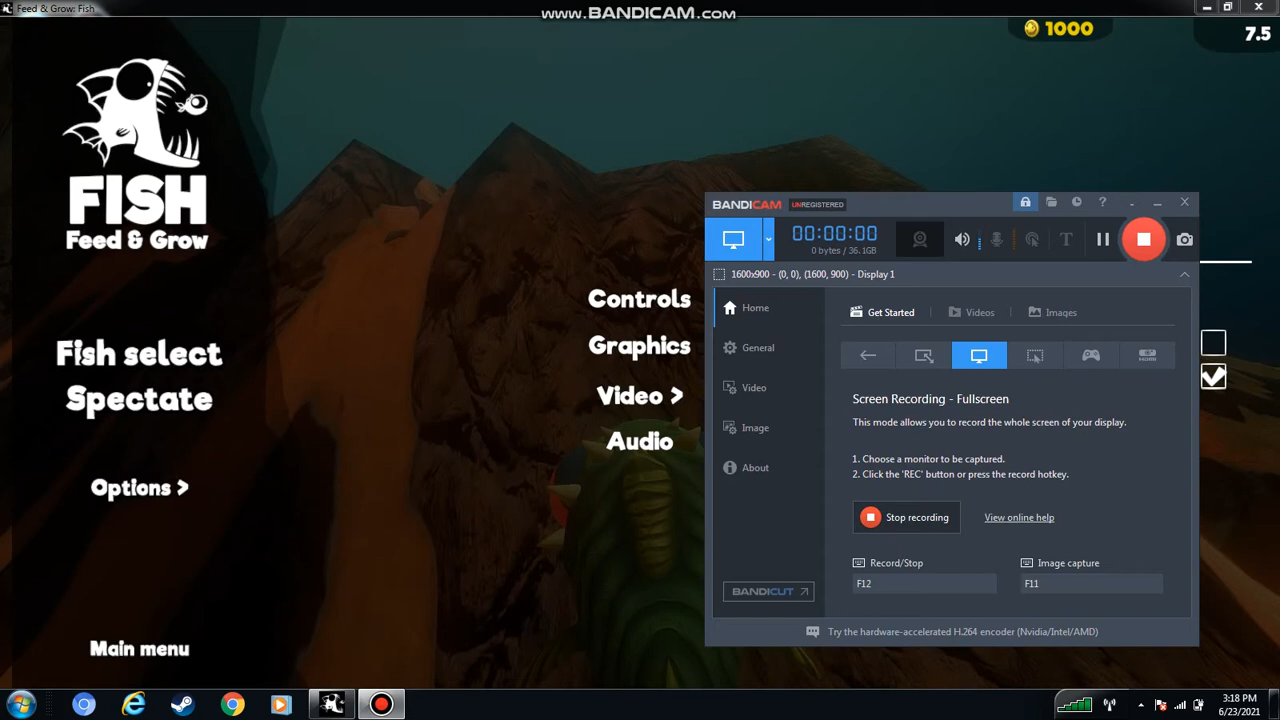 Feed & Grow: Fish
www.BANDICAM.com
1000
7.5
FISH
Feed & Grow
Fish select
Spectate
Options >
Main menu
Controls
Graphics
Video >
Audio
BANDICAM UNREGISTERED
00:00:00
0 bytes / 36.1GB
1600x900 - (0, 0), (1600, 900) - Display 1
Home
General
Video
Image
About
BANDICUT
Get Started
Videos
Images
HDMI
Screen Recording - Fullscreen
This mode allows you to record the whole screen of your display.
1. Choose a monitor to be captured.
2. Click the 'REC' button or press the record hotkey.
Stop recording
View online help
Record/Stop
Image capture
F12
F11
Try the hardware-accelerated H.264 encoder (Nvidia/Intel/AMD)
3:18 PM
6/23/2021